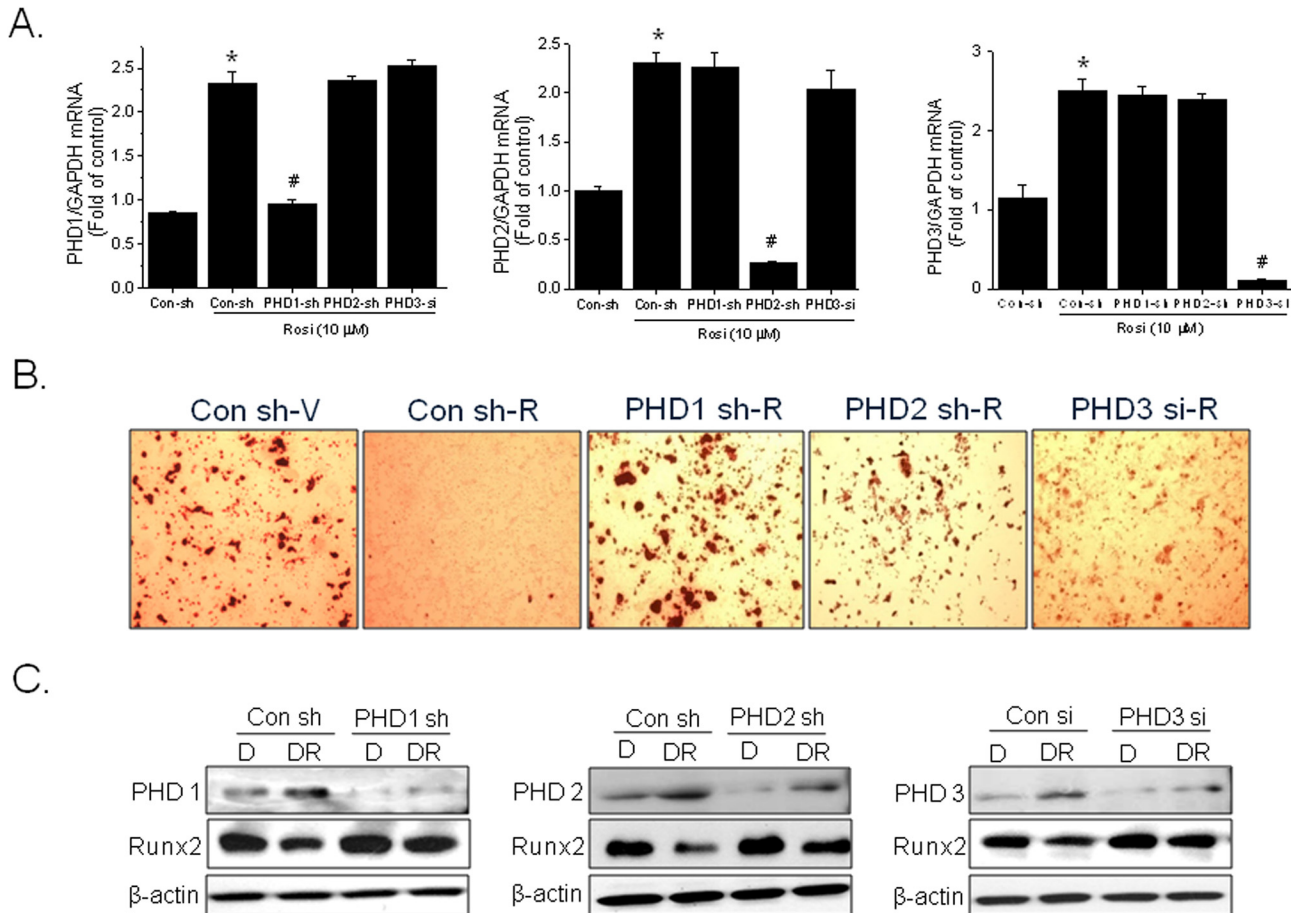 A.
PHD1/GAPDH mRNA
(Fold of control)
2.5
2.0
1.5
1.0
0.5
0.0
*
#
Con-sh Con-sh PHD1-sh PHD2-sh PHD3-si
Rosi (10 µM)
PHD2/GAPDH mRNA
(Fold of control)
2.5
2.0
1.5
1.0
0.5
0.0
*
#
Con-sh Con-sh PHD1-sh PHD2-sh PHD3-si
Rosi (10 µM)
PHD3/GAPDH mRNA
(Fold of control)
3
2
1
0
*
#
Con-sh Con-sh PHD1-sh PHD2-sh PHD3-si
Rosi (10 µM)
B.
Con sh-V Con sh-R PHD1 sh-R PHD2 sh-R PHD3 si-R
C.
Con sh PHD1 sh
D DR D DR
PHD 1
Runx2
β-actin
Con sh PHD2 sh
D DR D DR
PHD 2
Runx2
β-actin
Con si PHD3 si
D DR D DR
PHD 3
Runx2
β-actin